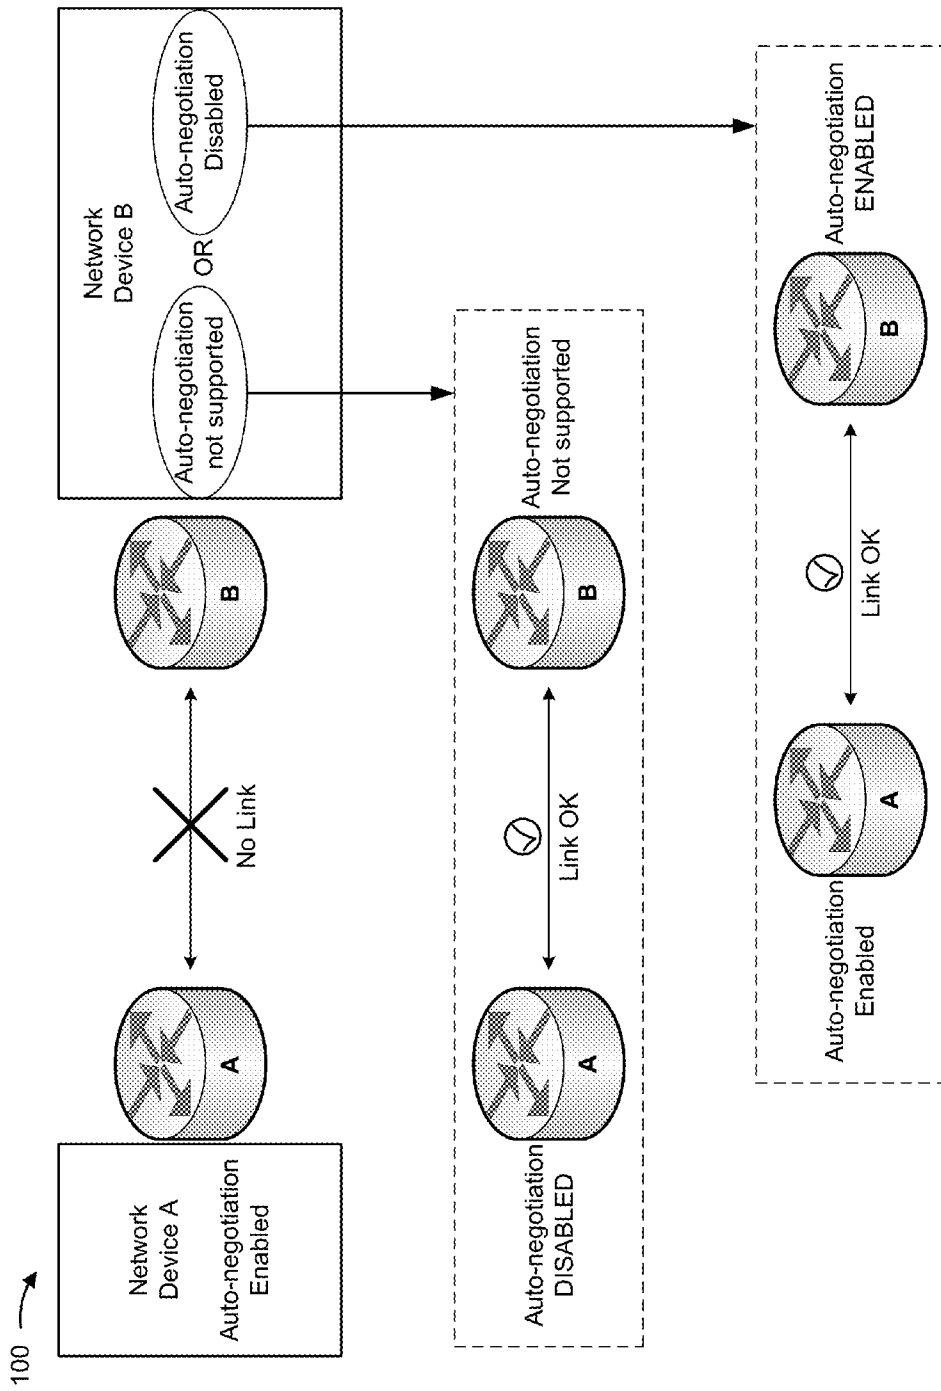 100
Network
Device A
Auto-negotiation
Enabled
A
No Link
B
Network
Device B
Auto-negotiation
not supported
OR
Auto-negotiation
Disabled
Auto-negotiation
DISABLED
A
Link OK
B
Auto-negotiation
Not supported
Auto-negotiation
Enabled
A
Link OK
B
Auto-negotiation
ENABLED